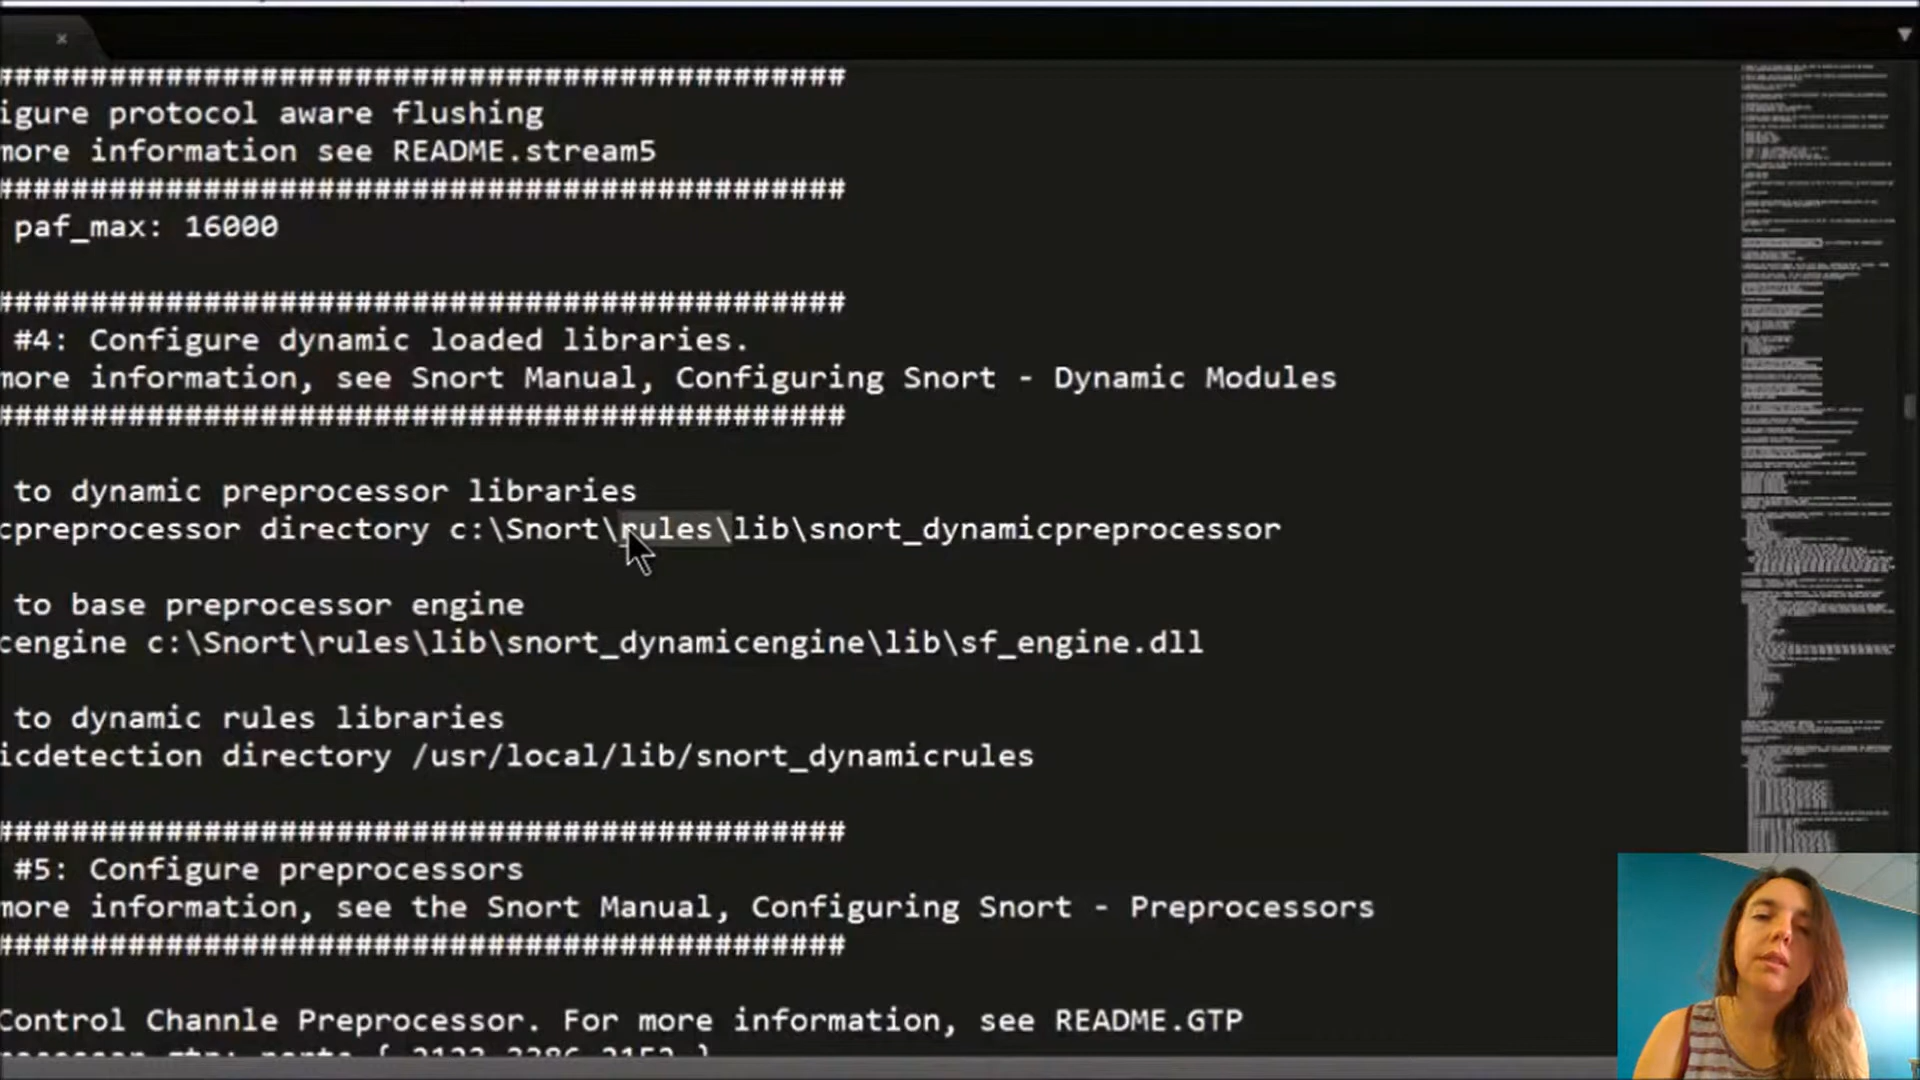 #############################################
igure protocol aware flushing
more information see README.stream5
#############################################
paf_max: 16000
#############################################
#4: Configure dynamic loaded libraries.
more information, see Snort Manual, Configuring Snort - Dynamic Modules
#############################################
to dynamic preprocessor libraries
cpreprocessor directory c:\Snort\rules\lib\snort_dynamicpreprocessor
to base preprocessor engine
cengine c:\Snort\rules\lib\snort_dynamicengine\lib\sf_engine.dll
to dynamic rules libraries
icdetection directory /usr/local/lib/snort_dynamicrules
#############################################
#5: Configure preprocessors
more information, see the Snort Manual, Configuring Snort - Preprocessors
#############################################
Control Channle Preprocessor. For more information, see README.GTP